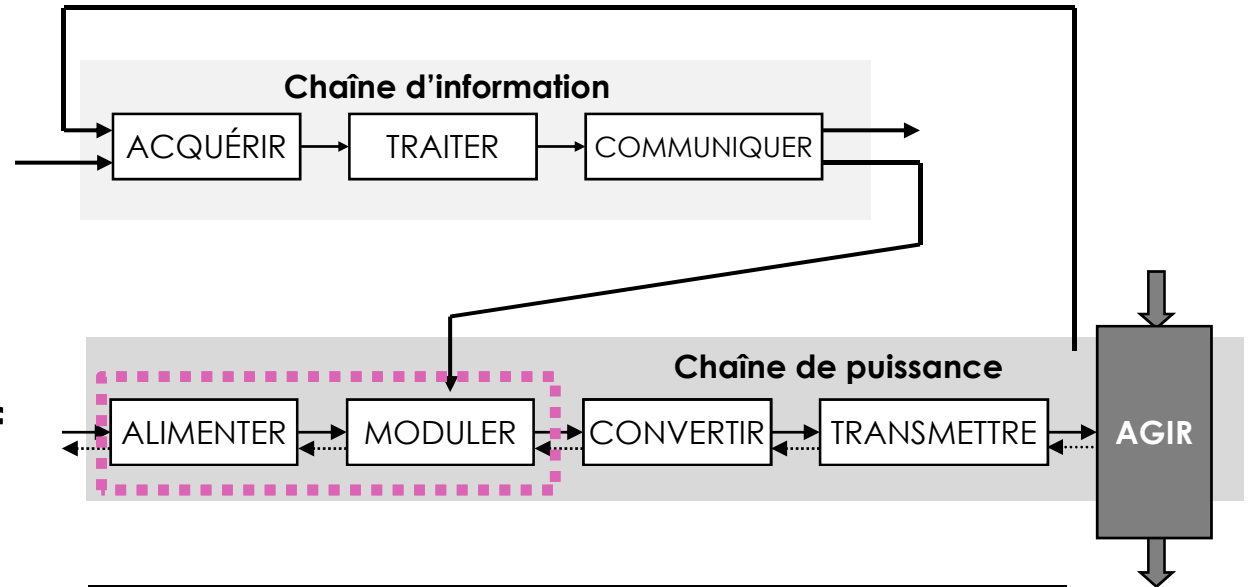 Chaîne d'information
ACQUÉRIR
TRAITER
COMMUNIQUER
Chaîne de puissance
ALIMENTER
MODULER
CONVERTIR
TRANSMETTRE
AGIR